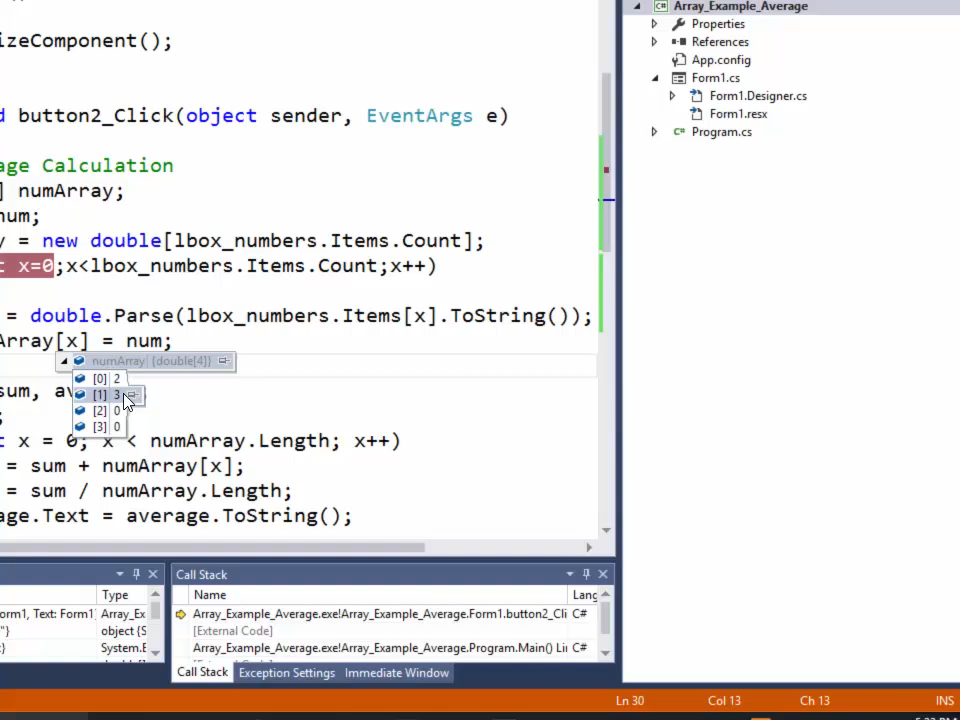 izeComponent();
d button2_Click(object sender, EventArgs e)
age Calculation
] numArray;
num;
y = new double[lbox_numbers.Items.Count];
t x=0;x<lbox_numbers.Items.Count;x++)
= double.Parse(lbox_numbers.Items[x].ToString());
Array[x] = num;
numArray {double[4]}
[0] 2
[1] 3
[2] 0
[3] 0
sum, av
;
t x = 0; x < numArray.Length; x++)
= sum + numArray[x];
= sum / numArray.Length;
age.Text = average.ToString();
Array_Example_Average
Properties
References
App.config
Form1.cs
Form1.Designer.cs
Form1.resx
Program.cs
Type
orm1, Text: Form1} Array_Ex
"} object {S
:} System.E
Call Stack
Name Lang
Array_Example_Average.exe!Array_Example_Average.Form1.button2_Cli C#
[External Code]
Array_Example_Average.exe!Array_Example_Average.Program.Main() Lin C#
Call Stack Exception Settings Immediate Window
Ln 30 Col 13 Ch 13 INS